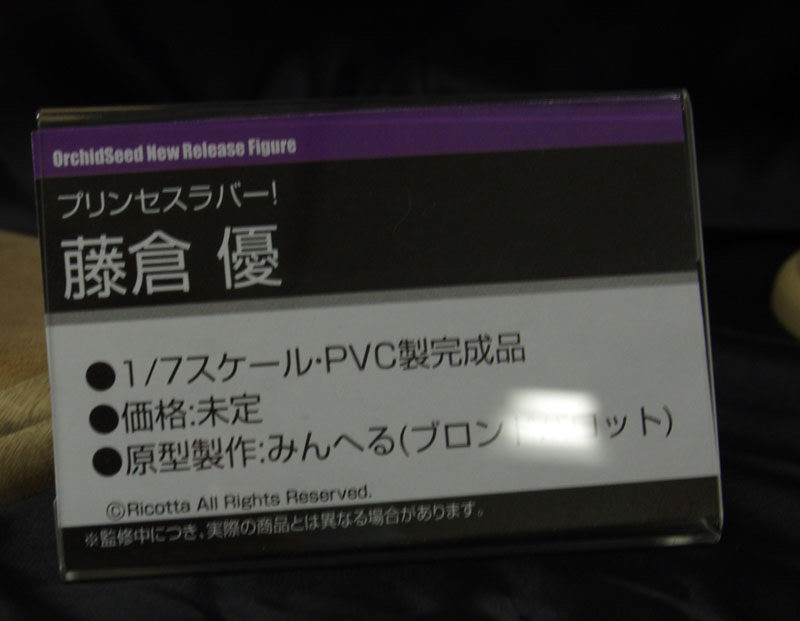 OrchidSeed New Release Figure
プリンセスラバー!
藤倉 優
●1/7スケール・PVC製完成品
●価格:未定
●原型製作:みんへる(ブロンドパロット)
©Ricotta All Rights Reserved.
※監修中につき、実際の商品とは異なる場合があります。